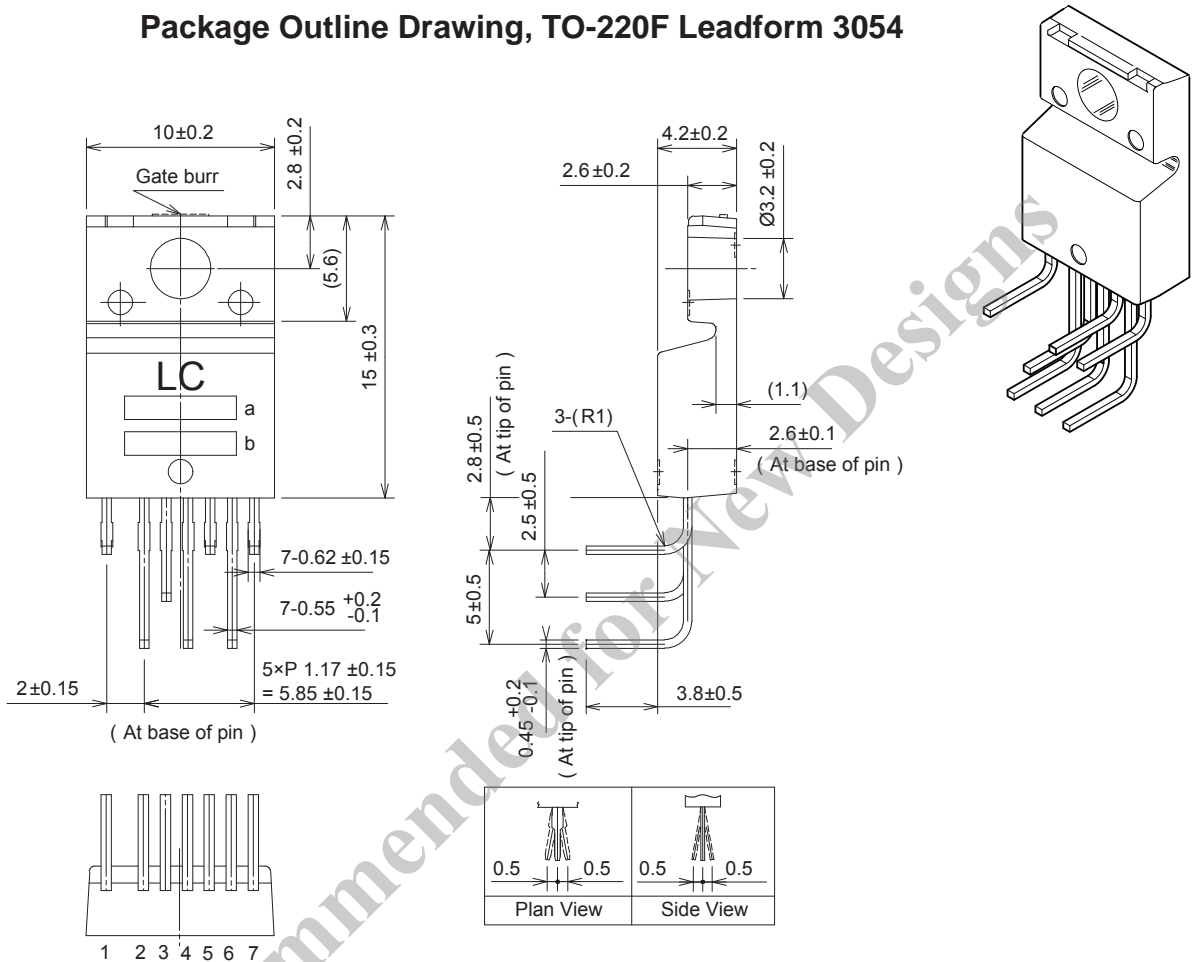 Package Outline Drawing, TO-220F Leadform 3054
10±0.2
Gate burr
2.8 ±0.2
(5.6)
15 ±0.3
LC
a
b
7-0.62 ±0.15
7-0.55 +0.2
-0.1
5×P 1.17 ±0.15
= 5.85 ±0.15
2±0.15
( At base of pin )
4.2±0.2
2.6±0.2
Ø3.2 ±0.2
(1.1)
2.6±0.1
( At base of pin )
3-(R1)
2.8±0.5
( At tip of pin )
2.5±0.5
5±0.5
0.45 +0.2
-0.1
( At tip of pin )
3.8±0.5
1 2 3 4 5 6 7
0.5 0.5
Plan View
0.5 0.5
Side View
mmended for New Designs